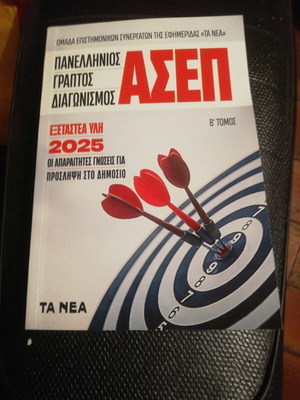 ΟΜΑΔΑ ΕΠΙΣΤΗΜΟΝΙΚΩΝ ΣΥΝΕΡΓΑΤΩΝ ΤΗΣ ΕΦΗΜΕΡΙΔΑΣ «ΤΑ ΝΕΑ»
ΠΑΝΕΛΛΗΝΙΟΣ
ΓΡΑΠΤΟΣ
ΔΙΑΓΩΝΙΣΜΟΣ
ΑΣΕΠ
Β' ΤΟΜΟΣ
ΕΞΕΤΑΣΤΕΑ ΥΛΗ
2025
ΟΙ ΑΠΑΡΑΙΤΗΤΕΣ ΓΝΩΣΕΙΣ ΓΙΑ
ΠΡΟΣΛΗΨΗ ΣΤΟ ΔΗΜΟΣΙΟ
ΤΑ ΝΕΑ